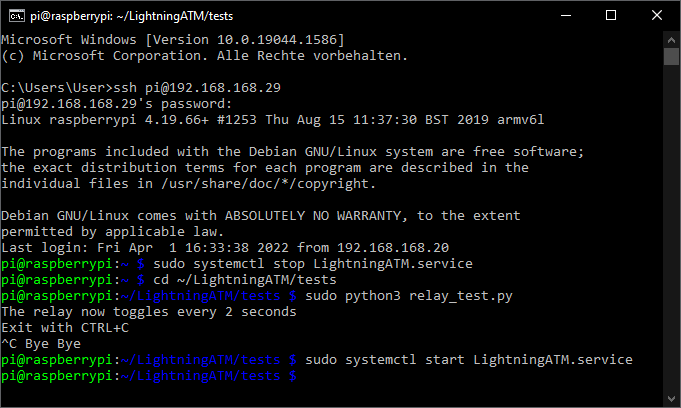 pi@raspberrypi: ~/LightningATM/tests
Microsoft Windows [Version 10.0.19044.1586]
(c) Microsoft Corporation. Alle Rechte vorbehalten.
C:\Users\User>ssh pi@192.168.168.29
pi@192.168.168.29's password:
Linux raspberrypi 4.19.66+ #1253 Thu Aug 15 11:37:30 BST 2019 armv6l
The programs included with the Debian GNU/Linux system are free software;
the exact distribution terms for each program are described in the
individual files in /usr/share/doc/*/copyright.
Debian GNU/Linux comes with ABSOLUTELY NO WARRANTY, to the extent
permitted by applicable law.
Last login: Fri Apr  1 16:33:38 2022 from 192.168.168.20
pi@raspberrypi:~ $ sudo systemctl stop LightningATM.service
pi@raspberrypi:~ $ cd ~/LightningATM/tests
pi@raspberrypi:~/LightningATM/tests $ sudo python3 relay_test.py
The relay now toggles every 2 seconds
Exit with CTRL+C
^C Bye Bye
pi@raspberrypi:~/LightningATM/tests $ sudo systemctl start LightningATM.service
pi@raspberrypi:~/LightningATM/tests $